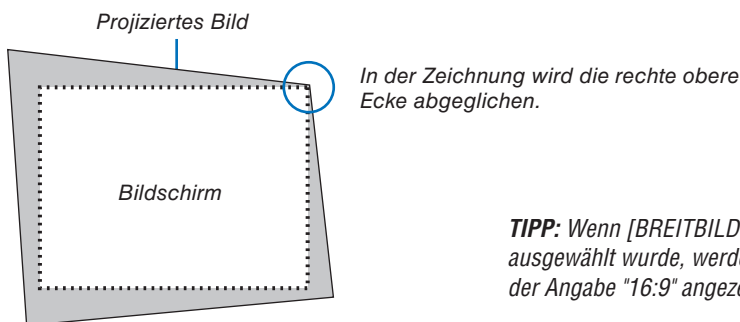 Projiziertes Bild
In der Zeichnung wird die rechte obere
Ecke abgeglichen.
Bildschirm
TIPP: Wenn [BREITBILD
ausgewählt wurde, werde
der Angabe "16:9" angeze